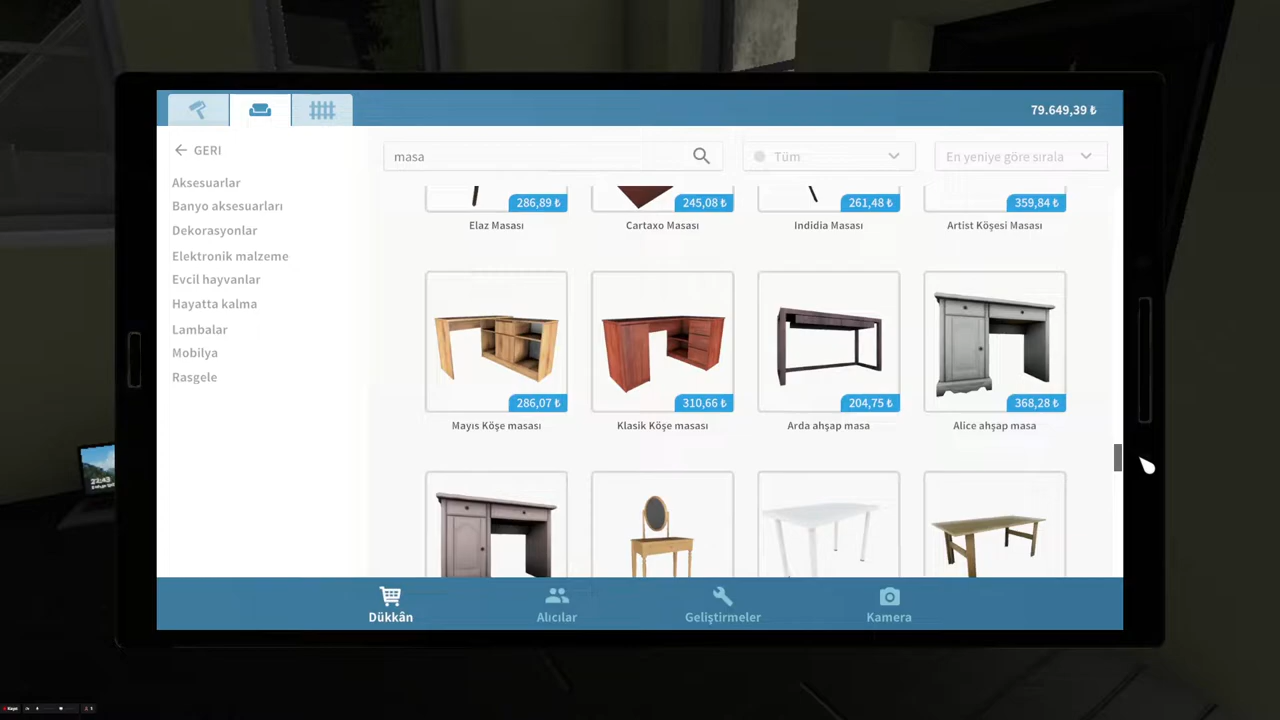 79.649,39 ₺
GERI
masa
Tüm
En yeniye göre sırala
Aksesuarlar
Banyo aksesuarları
Dekorasyonlar
Elektronik malzeme
Evcil hayvanlar
Hayatta kalma
Lambalar
Mobilya
Rasgele
286,89 ₺
245,08 ₺
261,48 ₺
359,84 ₺
Elaz Masası
Cartaxo Masası
Indidia Masası
Artist Köşesi Masası
286,07 ₺
310,66 ₺
204,75 ₺
368,28 ₺
Mayıs Köşe masası
Klasik Köşe masası
Arda ahşap masa
Alice ahşap masa
Dükkân
Alıcılar
Geliştirmeler
Kamera